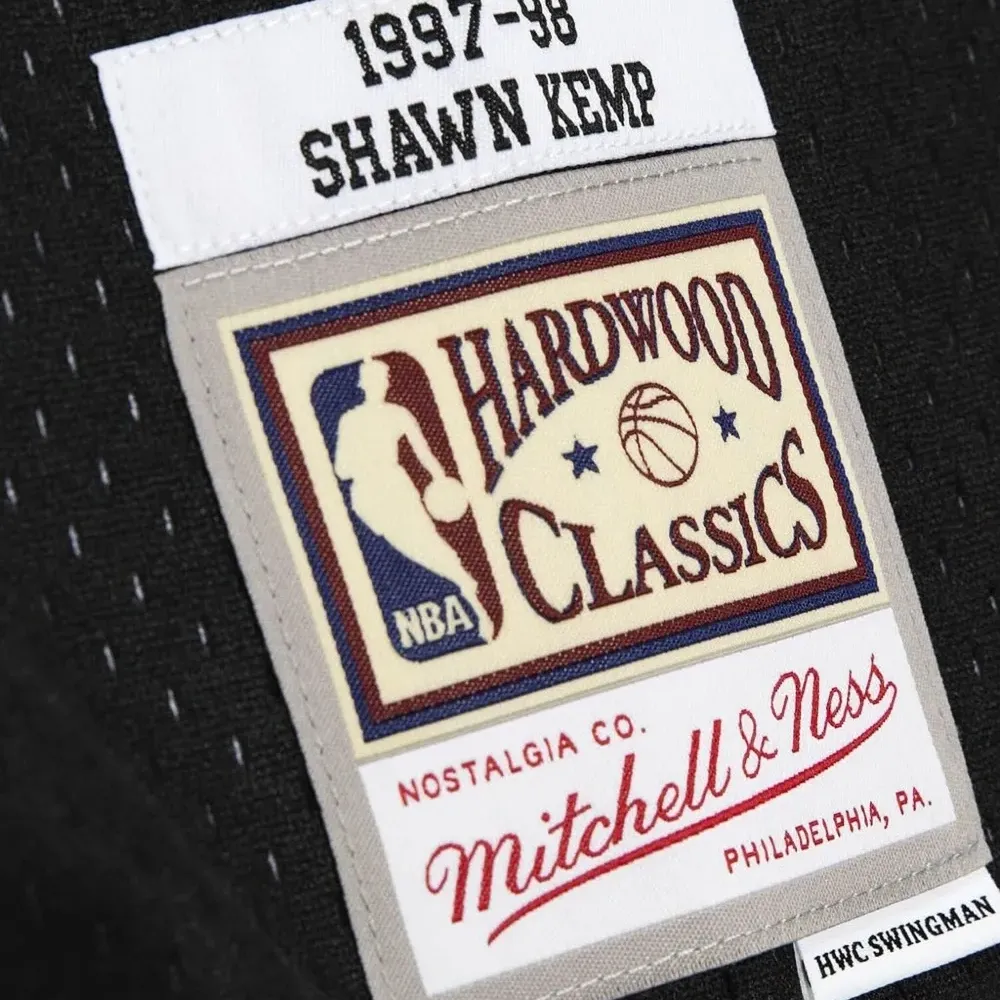 1997-98
SHAWN KEMP
HARDWOOD
CLASSICS
NBA
NOSTALGIA CO.
Mitchell & Ness
PHILADELPHIA, PA.
HWC SWINGMAN